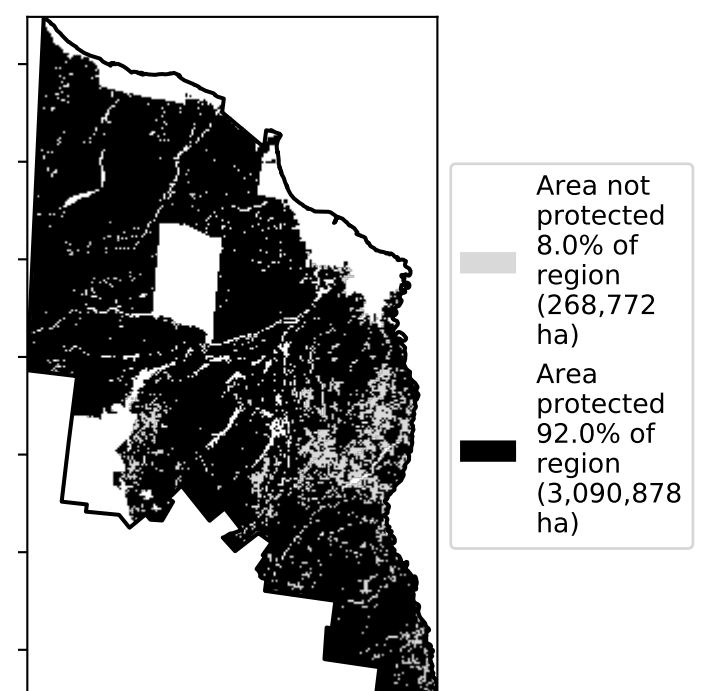 Area not
protected
8.0% of
region
(268,772
ha)
Area
protected
92.0% of
region
(3,090,878
ha)